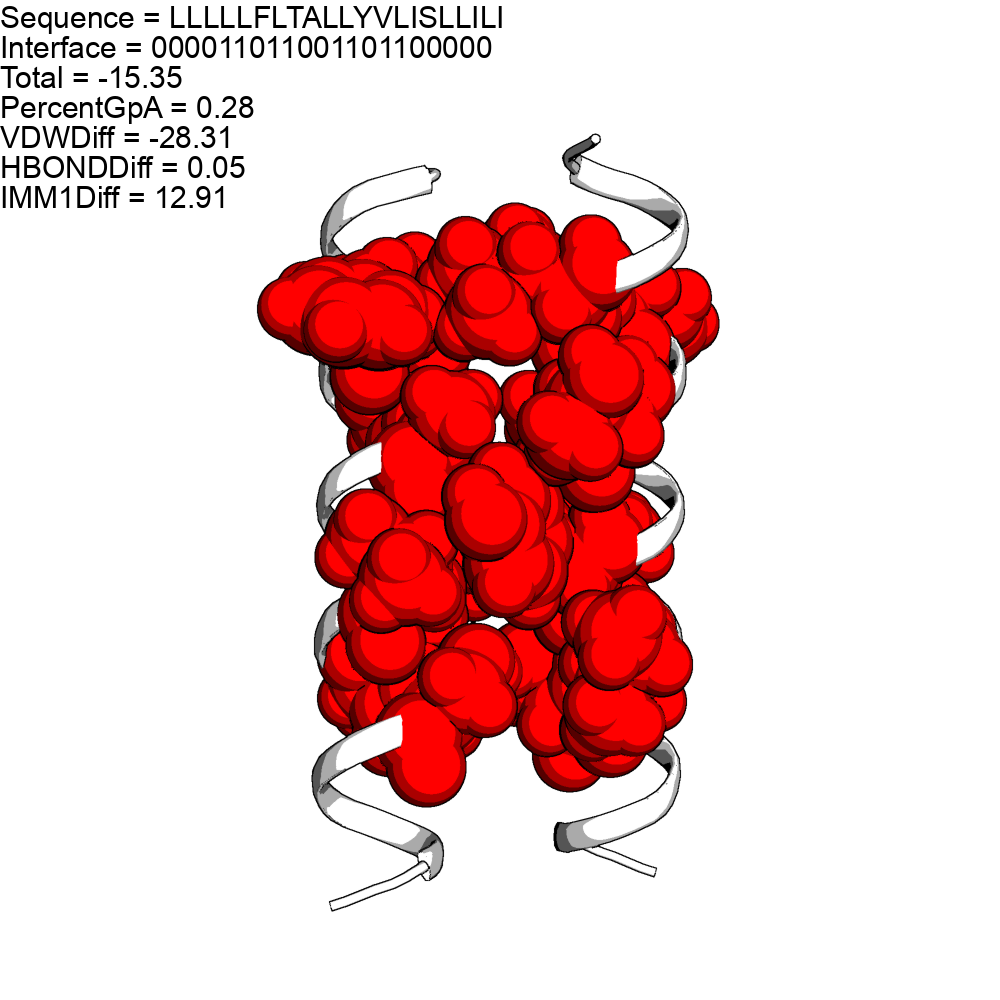 Sequence = LLLLLFLTALLYVLISLLILI
Interface = 000011011001101100000
Total = -15.35
PercentGpA = 0.28
VDWDiff = -28.31
HBONDDiff = 0.05
IMM1Diff = 12.91